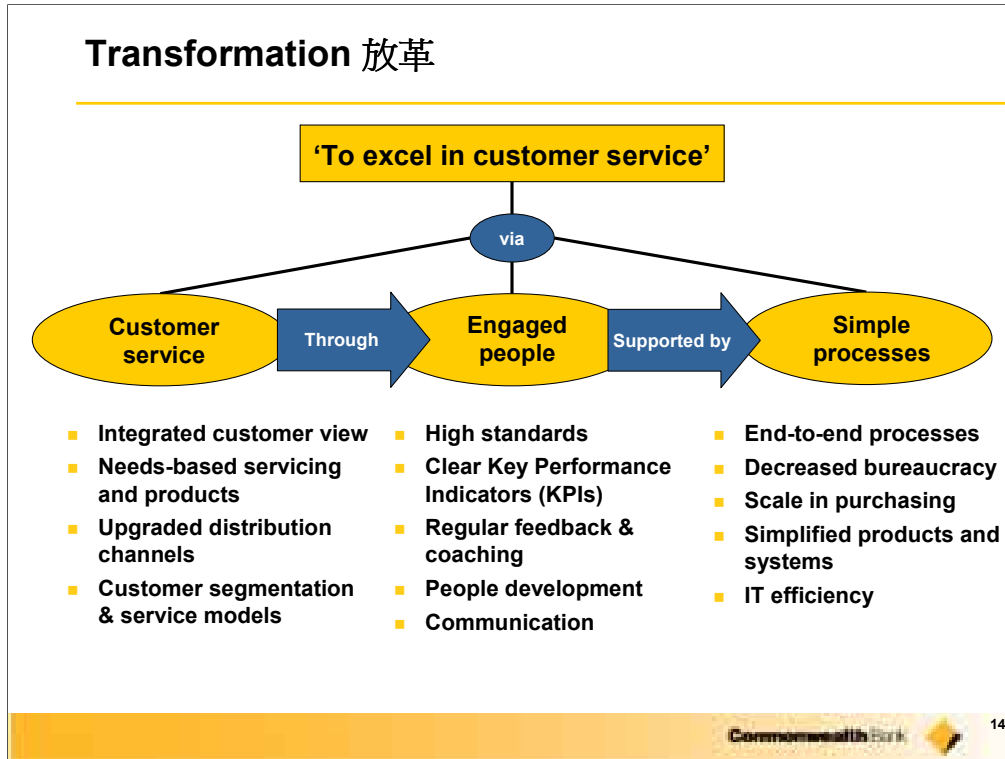 Transformation 放革
‘To excel in customer service’
via
Customer
service
Through
Engaged
people
Supported by
Simple
processes
Integrated customer view
Needs-based servicing
and products
Upgraded distribution
channels
Customer segmentation
& service models
High standards
Clear Key Performance
Indicators (KPIs)
Regular feedback &
coaching
People development
Communication
End-to-end processes
Decreased bureaucracy
Scale in purchasing
Simplified products and
systems
IT efficiency
Commonwealth Bank
14